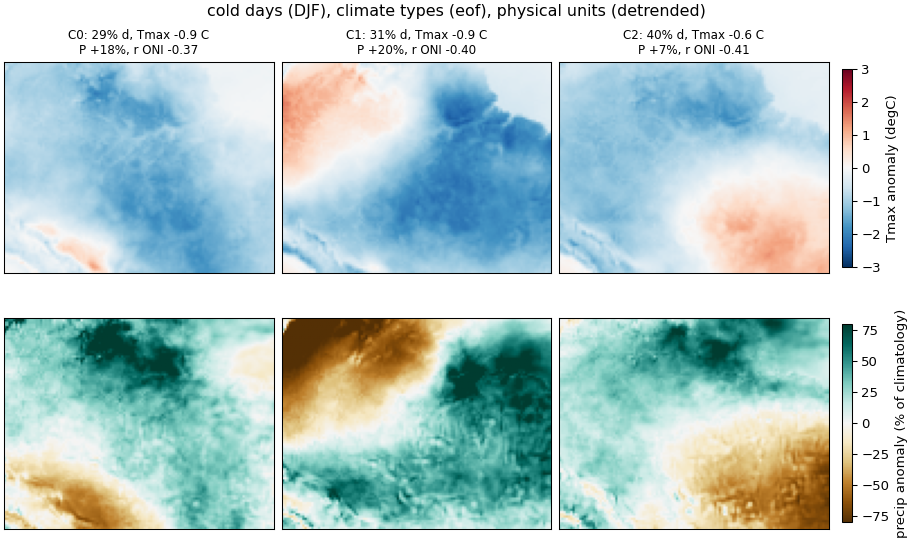 cold days (DJF), climate types (eof), physical units (detrended)
C0: 29% d, Tmax -0.9 C
P +18%, r ONI -0.37
C1: 31% d, Tmax -0.9 C
P +20%, r ONI -0.40
C2: 40% d, Tmax -0.6 C
P +7%, r ONI -0.41
3
2
1
0
−1
−2
−3
Tmax anomaly (degC)
75
50
25
0
−25
−50
−75
precip anomaly (% of climatology)